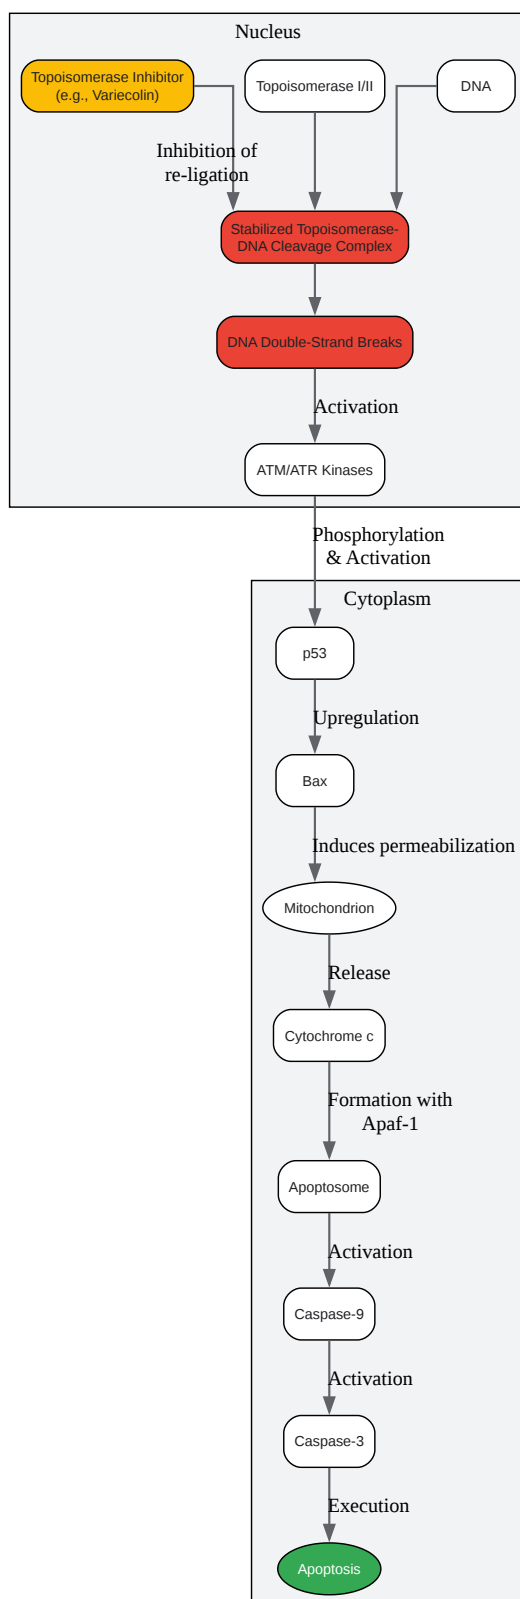 Nucleus
Topoisomerase Inhibitor
(e.g., Variecolin)
Topoisomerase I/II
DNA
Inhibition of
re-ligation
Stabilized Topoisomerase-
DNA Cleavage Complex
DNA Double-Strand Breaks
Activation
ATM/ATR Kinases
Phosphorylation
& Activation
Cytoplasm
p53
Upregulation
Bax
Induces permeabilization
Mitochondrion
Release
Cytochrome c
Formation with
Apaf-1
Apoptosome
Activation
Caspase-9
Activation
Caspase-3
Execution
Apoptosis